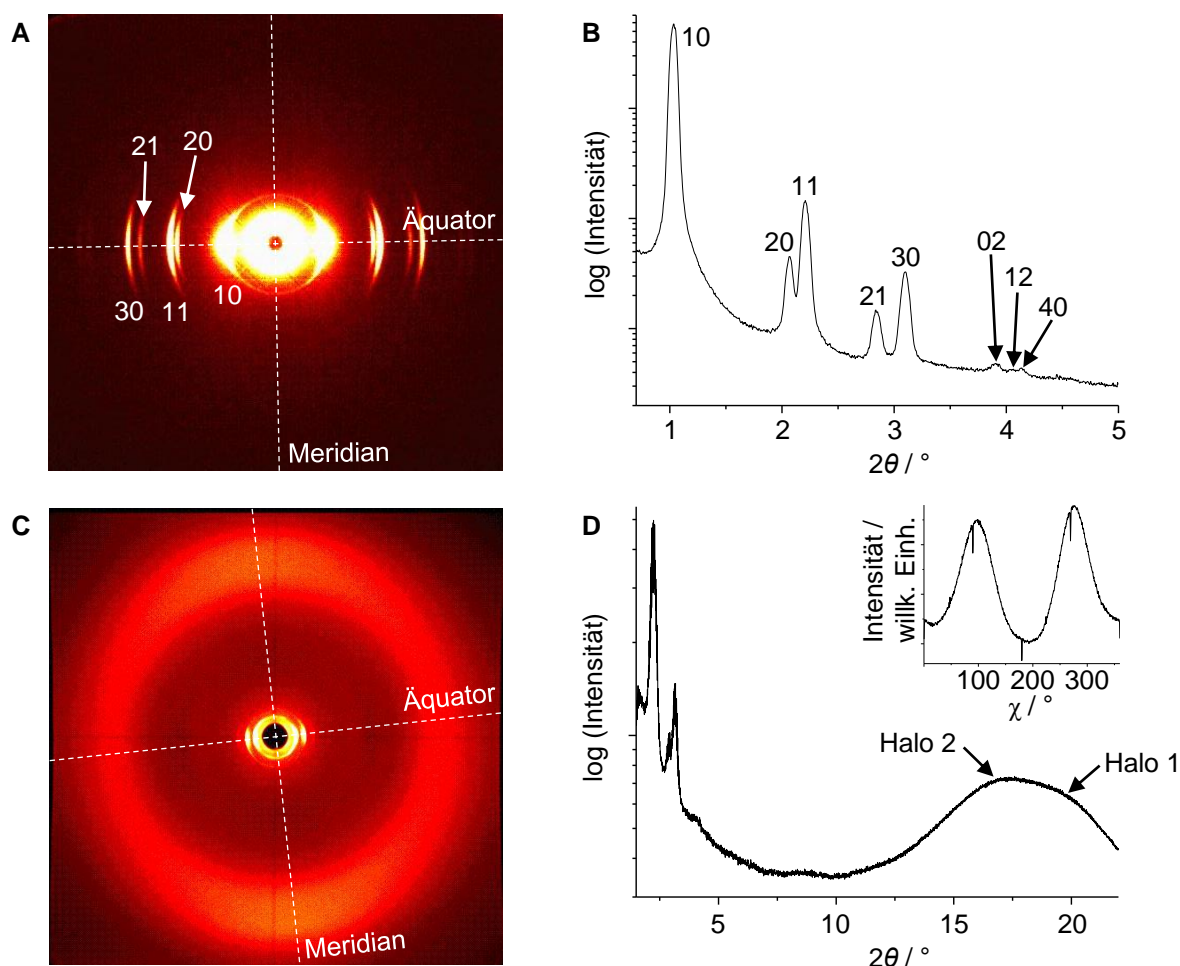 A
21
20
Äquator
30
11
10
Meridian
B
log (Intensität)
10
20
11
21
30
02
12
40
1
2
3
4
5
2θ / °
C
Äquator
Meridian
D
log (Intensität)
Intensität /
willk. Einh.
100
200
300
χ / °
Halo 2
Halo 1
5
10
15
20
2θ / °